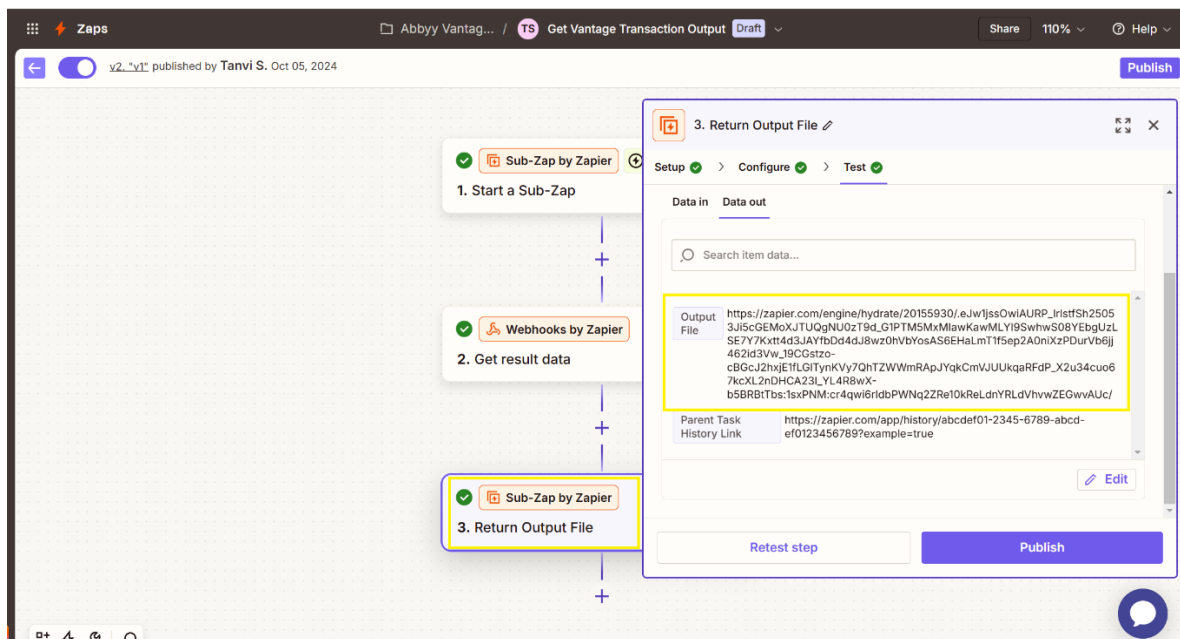 Zaps
Abbyy Vantag... / TS Get Vantage Transaction Output Draft
Share 110% Help
v2. "v1" published by Tanvi S. Oct 05, 2024
Publish
Sub-Zap by Zapier
1. Start a Sub-Zap
Webhooks by Zapier
2. Get result data
Sub-Zap by Zapier
3. Return Output File
3. Return Output File
Setup > Configure > Test
Data in Data out
Search item data...
Output File
https://zapier.com/engine/hydrate/20155930/.eJw1jssOwiAURP_lrlstfSh2505
3Ji5cGEMoXJTUQgNU0zT9d_G1PTM5MxMlawKawMLYI9SwhwS08YEbgUzL
SE7Y7Kxtt4d3JAYfbDd4dJ8wz0hVbYosAS6EHaLmT1f5ep2A0niXzPDurVb6jj
462id3Vw_19CGstzo-
cBGcJ2hxjE1fLGlTynKVy7QhTZWWmRApJYqkCmVJUUkqaRFdP_X2u34cuo6
7kcXL2nDHCA23I_YL4R8wX-
b5BRBtTbs:1sxPNM:cr4qwi6rIdbPWNq2ZRe10kReLdnYRLdVhvwZEGwvAUc/
Parent Task
History Link
https://zapier.com/app/history/abcdef01-2345-6789-abcd-
ef0123456789?example=true
Edit
Retest step
Publish